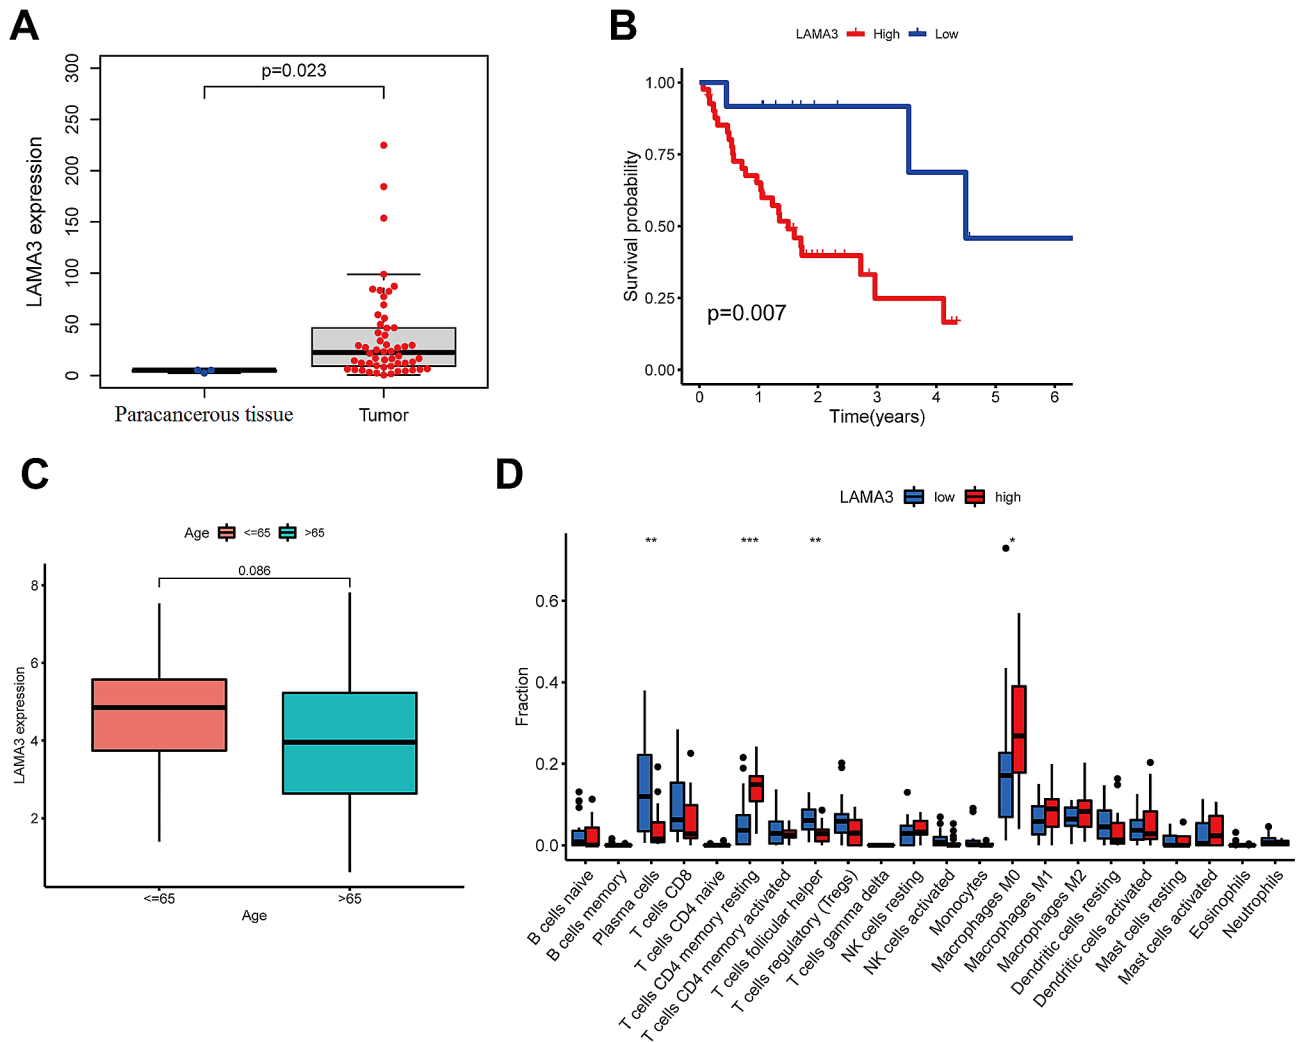 A
p=0.023
LAMA3 expression
300
250
200
150
100
50
0
Paracancerous tissue
Tumor
B
LAMA3 High Low
Survival probability
1.00
0.75
0.50
0.25
0.00
p=0.007
0 1 2 3 4 5 6
Time(years)
C
Age <=65 >65
0.086
LAMA3 expression
8
6
4
2
<=65 >65
Age
D
LAMA3 low high
** *** ** *
Fraction
0.6
0.4
0.2
0.0
B cells naive
B cells memory
Plasma cells
T cells CD8
T cells CD4 naive
T cells CD4 memory resting
T cells CD4 memory activated
T cells follicular helper
T cells regulatory (Tregs)
T cells gamma delta
NK cells resting
NK cells activated
Monocytes
Macrophages M0
Macrophages M1
Macrophages M2
Dendritic cells resting
Dendritic cells activated
Mast cells resting
Mast cells activated
Eosinophils
Neutrophils